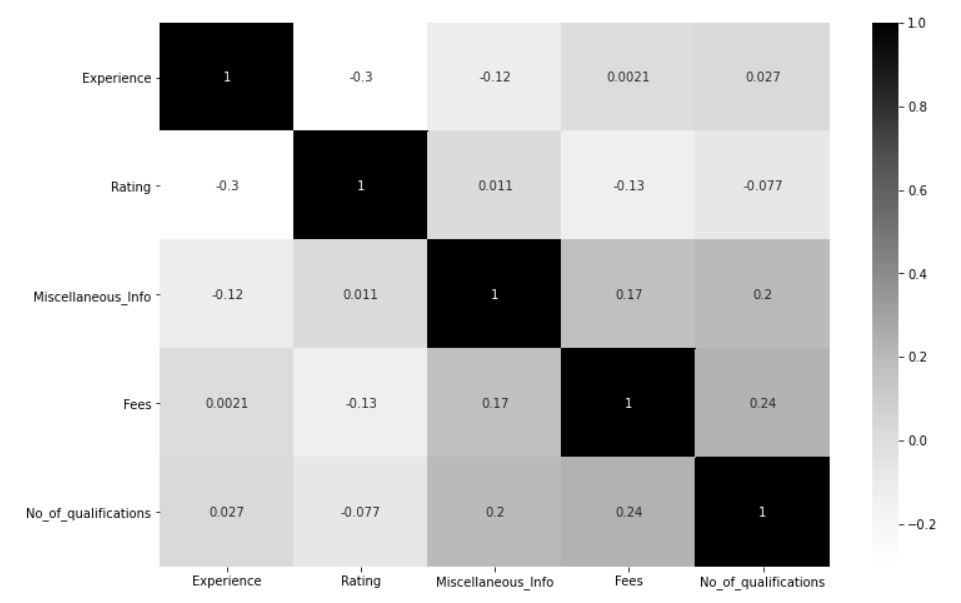 Experience 1 -0.3 -0.12 0.0021 0.027
Rating -0.3 1 0.011 -0.13 -0.077
Miscellaneous_Info -0.12 0.011 1 0.17 0.2
Fees 0.0021 -0.13 0.17 1 0.24
No_of_qualifications 0.027 -0.077 0.2 0.24 1
Experience Rating Miscellaneous_Info Fees No_of_qualifications
1.0
0.8
0.6
0.4
0.2
0.0
−0.2